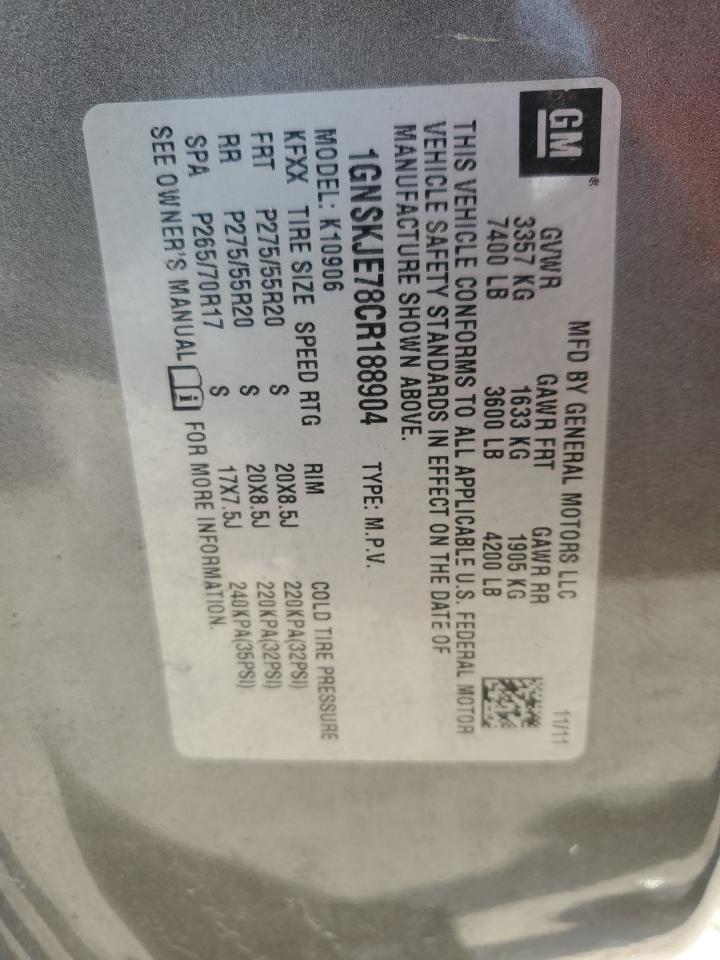 GM®
MFD BY GENERAL MOTORS LLC 11/11
GVWR GAWR FRT GAWR RR
3357 KG 1633 KG 1905 KG
7400 LB 3600 LB 4200 LB
THIS VEHICLE CONFORMS TO ALL APPLICABLE U.S. FEDERAL MOTOR
VEHICLE SAFETY STANDARDS IN EFFECT ON THE DATE OF
MANUFACTURE SHOWN ABOVE.
1GNSKJE78CR188904 TYPE: M.P.V.
MODEL: K10906
KFXX TIRE SIZE SPEED RTG RIM COLD TIRE PRESSURE
FRT P275/55R20 S 20X8.5J 220KPA(32PSI)
RR P275/55R20 S 20X8.5J 220KPA(32PSI)
SPA P265/70R17 S 17X7.5J 240KPA(35PSI)
SEE OWNER'S MANUAL i FOR MORE INFORMATION.